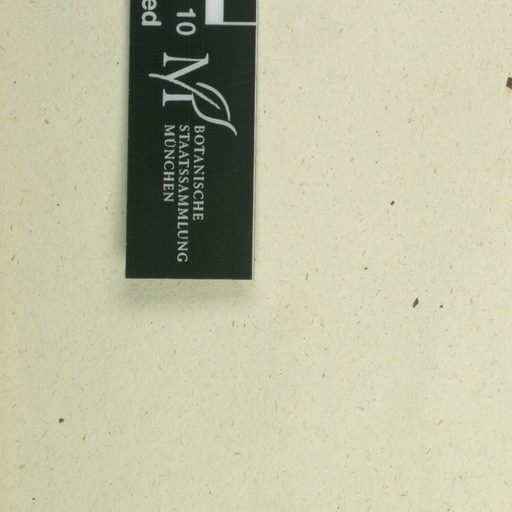 10
ed
M
BOTANISCHE
STAATSSAMMLUNG
MÜNCHEN